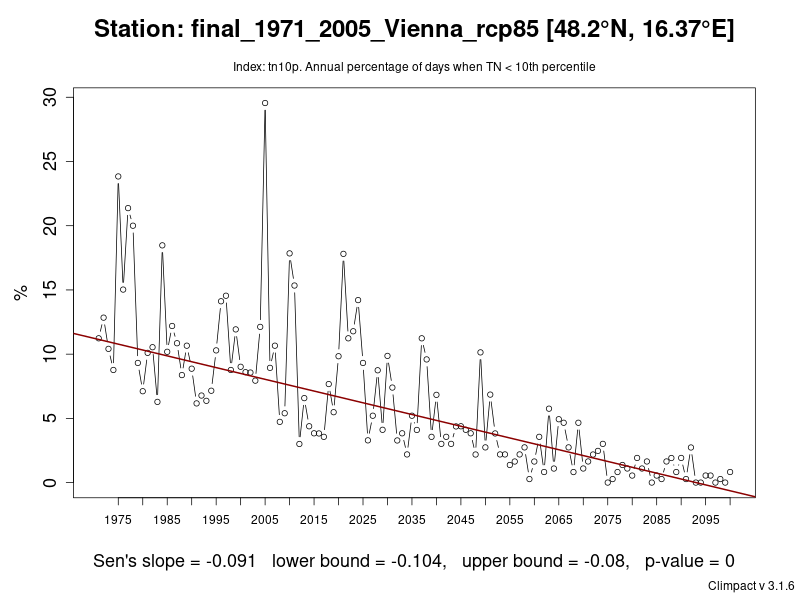 Station: final_1971_2005_Vienna_rcp85 [48.2°N, 16.37°E]
Index: tn10p. Annual percentage of days when TN < 10th percentile
30
25
20
15
10
5
0
%
1975 1985 1995 2005 2015 2025 2035 2045 2055 2065 2075 2085 2095
Sen's slope = -0.091 lower bound = -0.104, upper bound = -0.08, p-value = 0
Climpact v 3.1.6